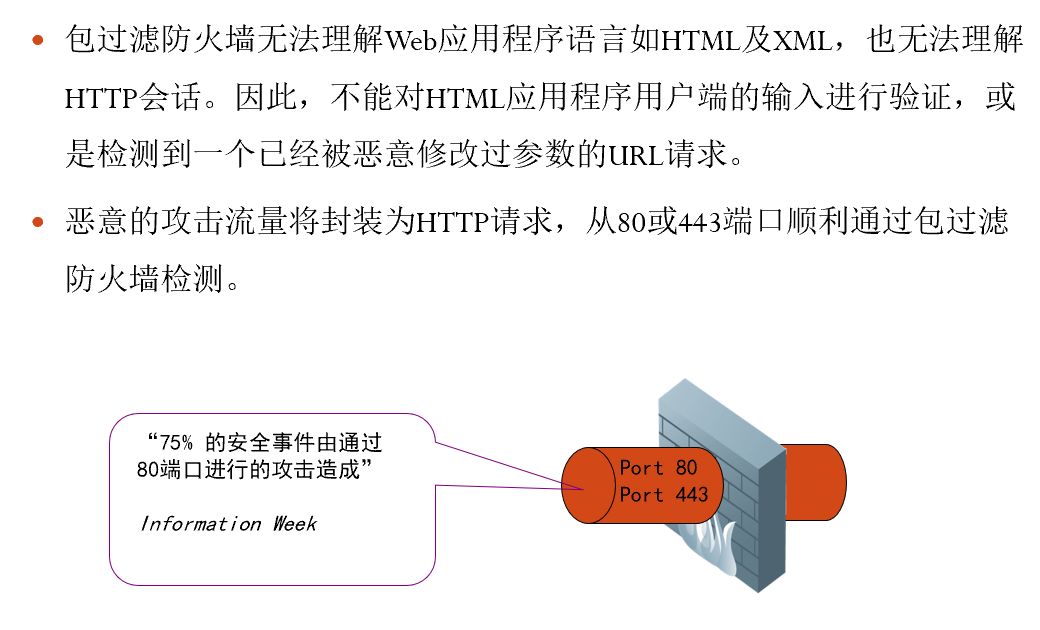 包过滤防火墙无法理解Web应用程序语言如HTML及XML，也无法理解
HTTP会话。因此，不能对HTML应用程序用户端的输入进行验证，或
是检测到一个已经被恶意修改过参数的URL请求。
恶意的攻击流量将封装为HTTP请求，从80或443端口顺利通过包过滤
防火墙检测。
“75% 的安全事件由通过
80端口进行的攻击造成”
Information Week
Port 80
Port 443